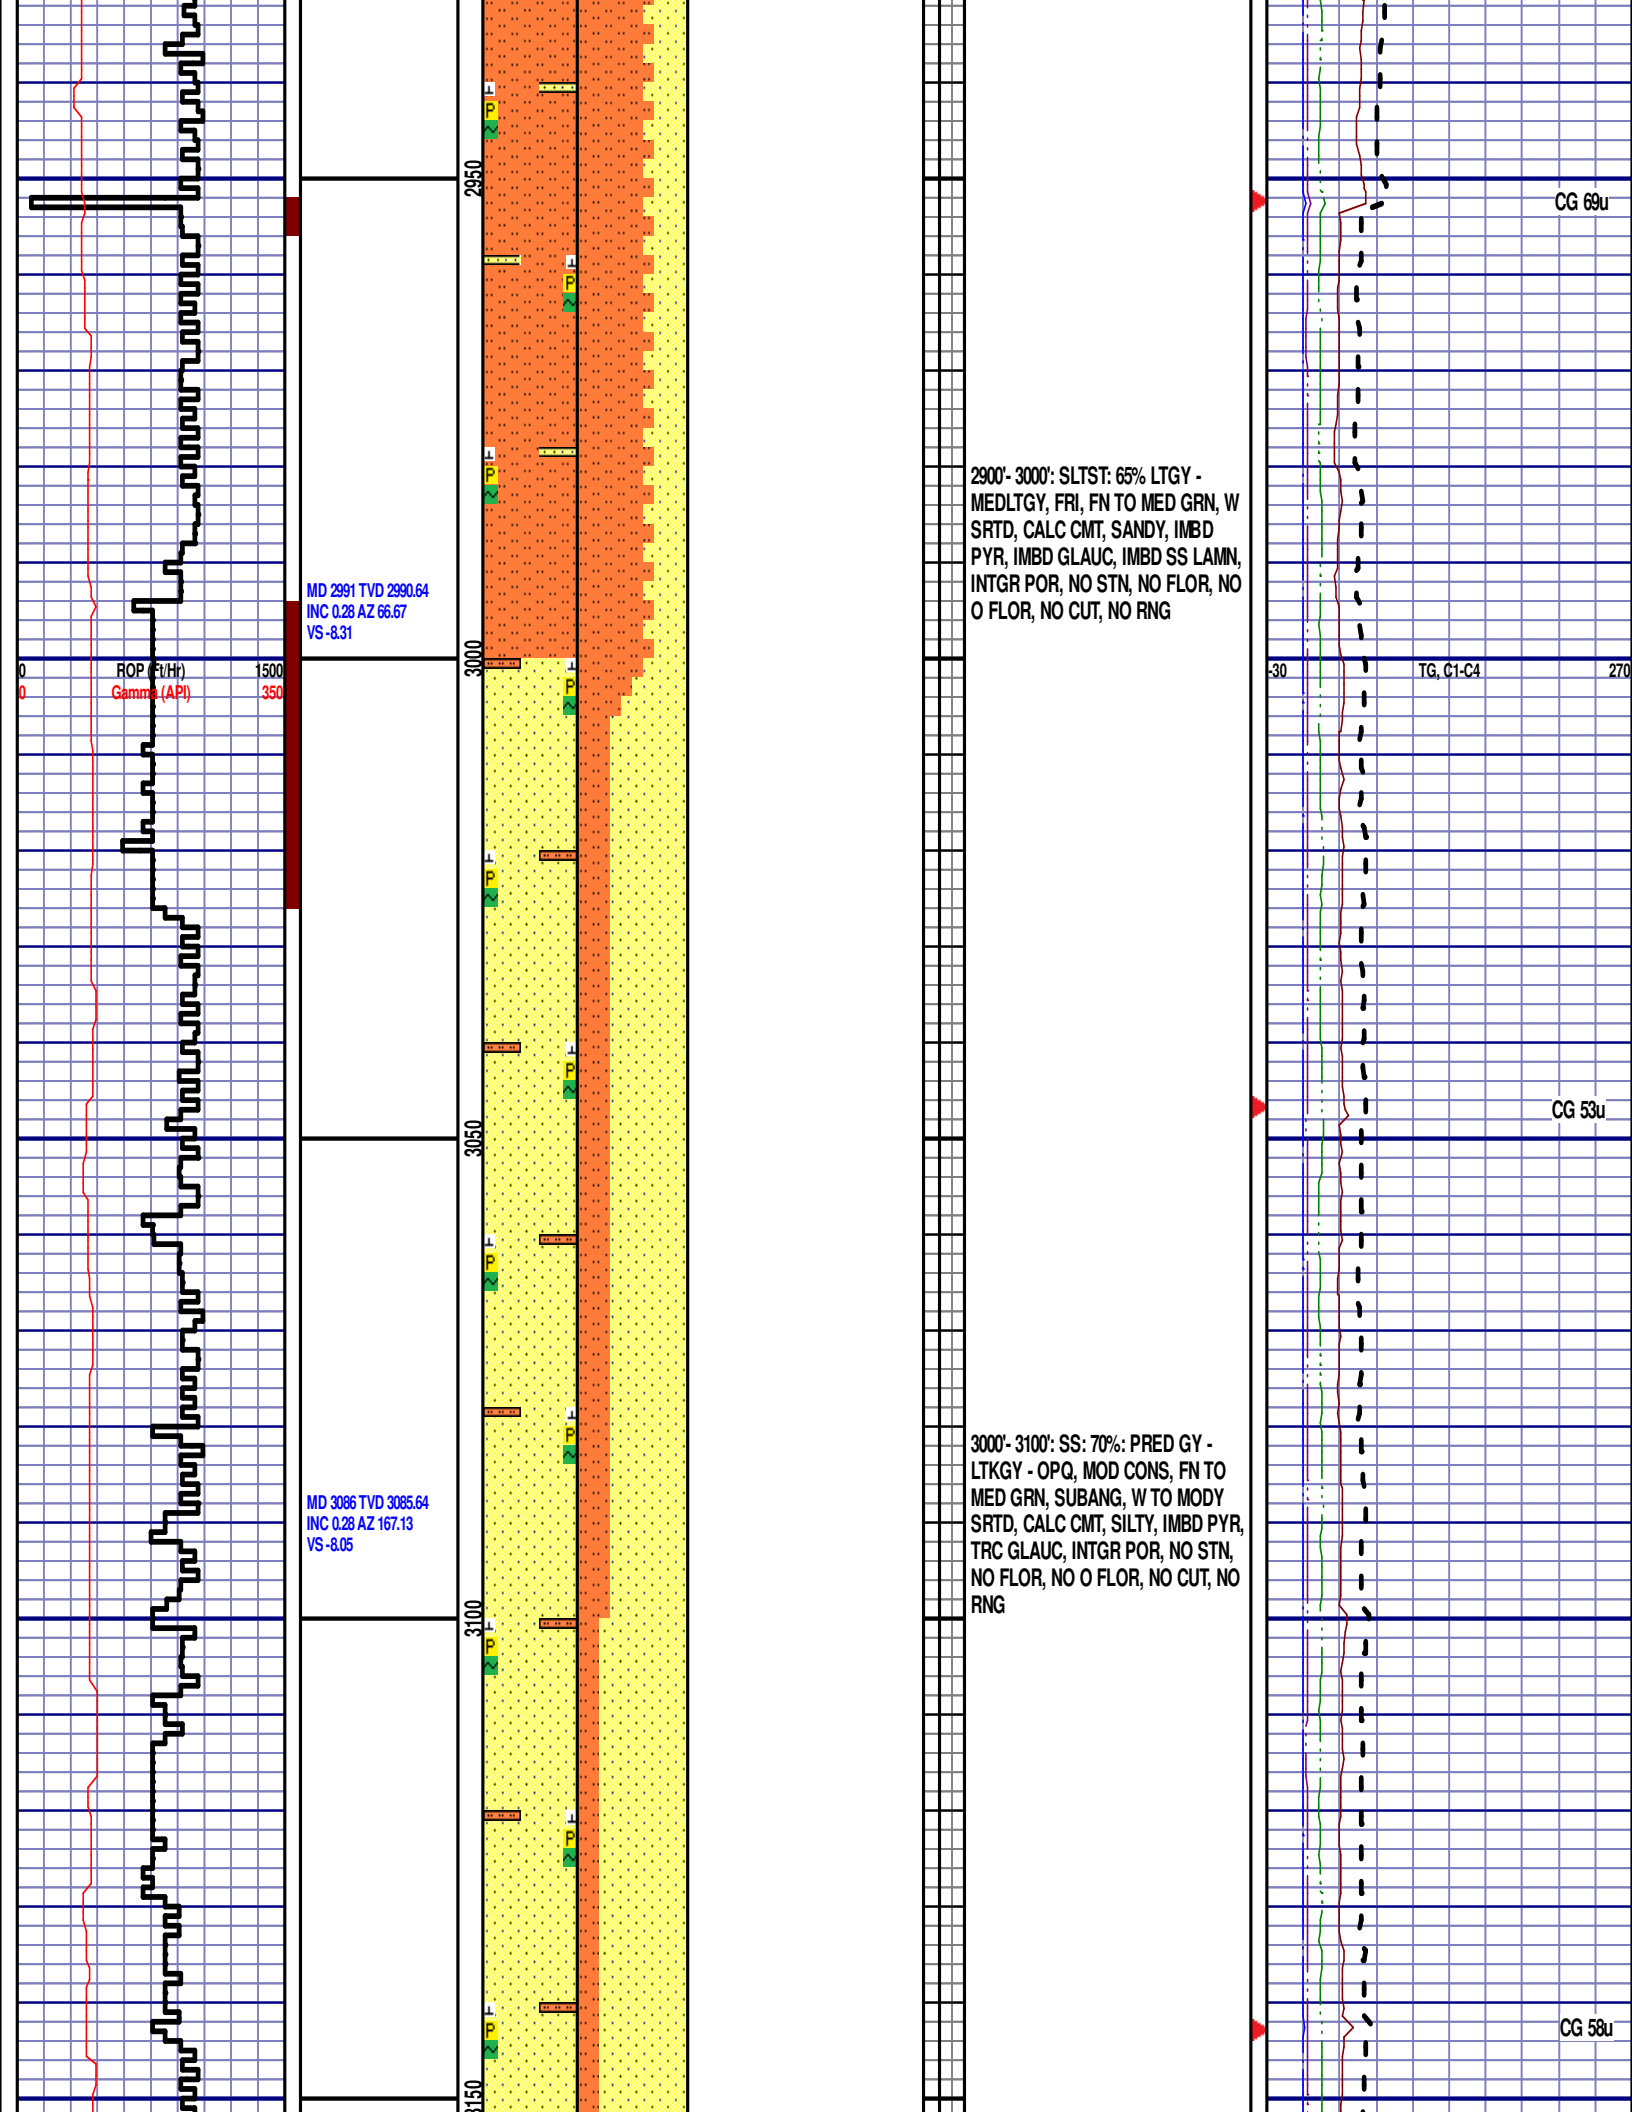 P
2950
CG 69u
P
P
2900'- 3000': SLTST: 65% LTGY -
MEDLTGY, FRI, FN TO MED GRN, W
SRTD, CALC CMT, SANDY, IMBD
PYR, IMBD GLAUC, IMBD SS LAMN,
INTGR POR, NO STN, NO FLOR, NO
O FLOR, NO CUT, NO RNG
MD 2991 TVD 2990.64
INC 0.28 AZ 66.67
VS -8.31
3000
0 ROP (Ft/Hr) 1500
0 Gamma (API) 350
-30 TG, C1-C4 270
P
P
P
CG 53u
3050
P
P
3000'- 3100': SS: 70%: PRED GY -
LTKGY - OPQ, MOD CONS, FN TO
MED GRN, SUBANG, W TO MODY
SRTD, CALC CMT, SILTY, IMBD PYR,
TRC GLAUC, INTGR POR, NO STN,
NO FLOR, NO O FLOR, NO CUT, NO
RNG
MD 3086 TVD 3085.64
INC 0.28 AZ 167.13
VS -8.05
3100
P
P
P
CG 58u
3150